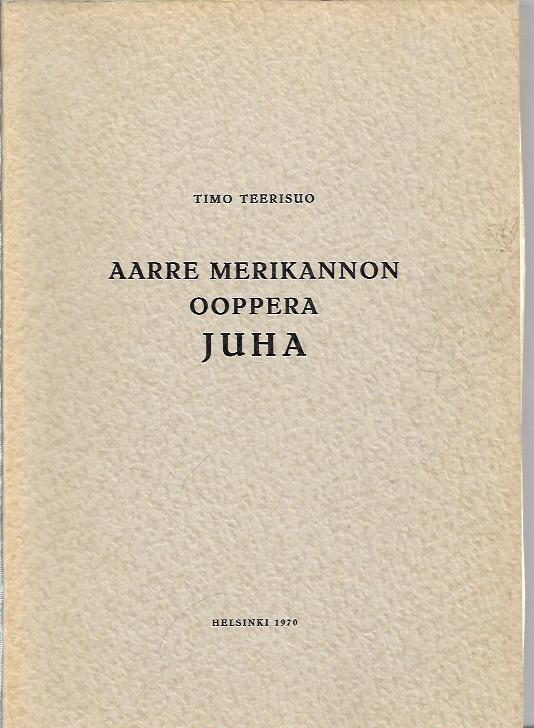 TIMO TEERISUO
AARRE MERIKANNON
OOPPERA
JUHA
HELSINKI 1970